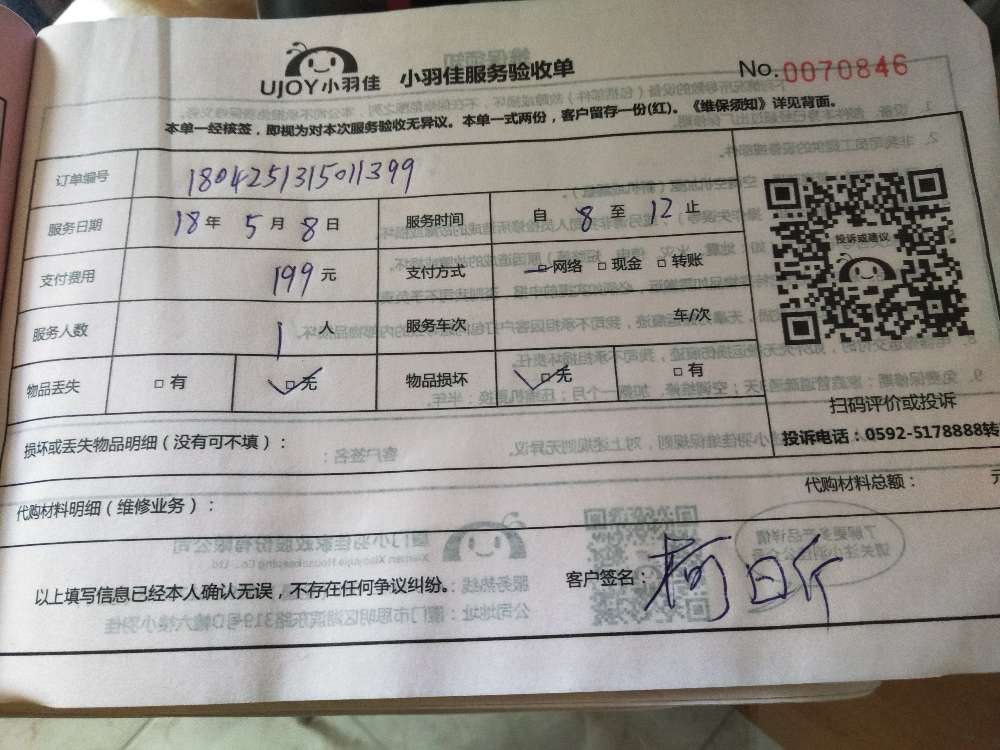 UJOY小羽佳 小羽佳服务验收单 No.0070846
本单一经核签，即视为对本次服务验收无异议。本单一式两份，客户留存一份(红)。《维保须知》详见背面。
订单编号 1804251315011399
服务日期 18年 5月 8日 服务时间 自 8 至 12 止
支付费用 199元 支付方式 □网络 □现金 □转账
服务人数 1人 服务车次 车/次
物品丢失 □有 □无 物品损坏 □无 □有
投诉或建议
扫码评价或投诉
投诉电话：0592-5178888转
损坏或丢失物品明细（没有可不填）：
代购材料明细（维修业务）： 代购材料总额： 元
以上填写信息已经本人确认无误，不存在任何争议纠纷。 客户签名：